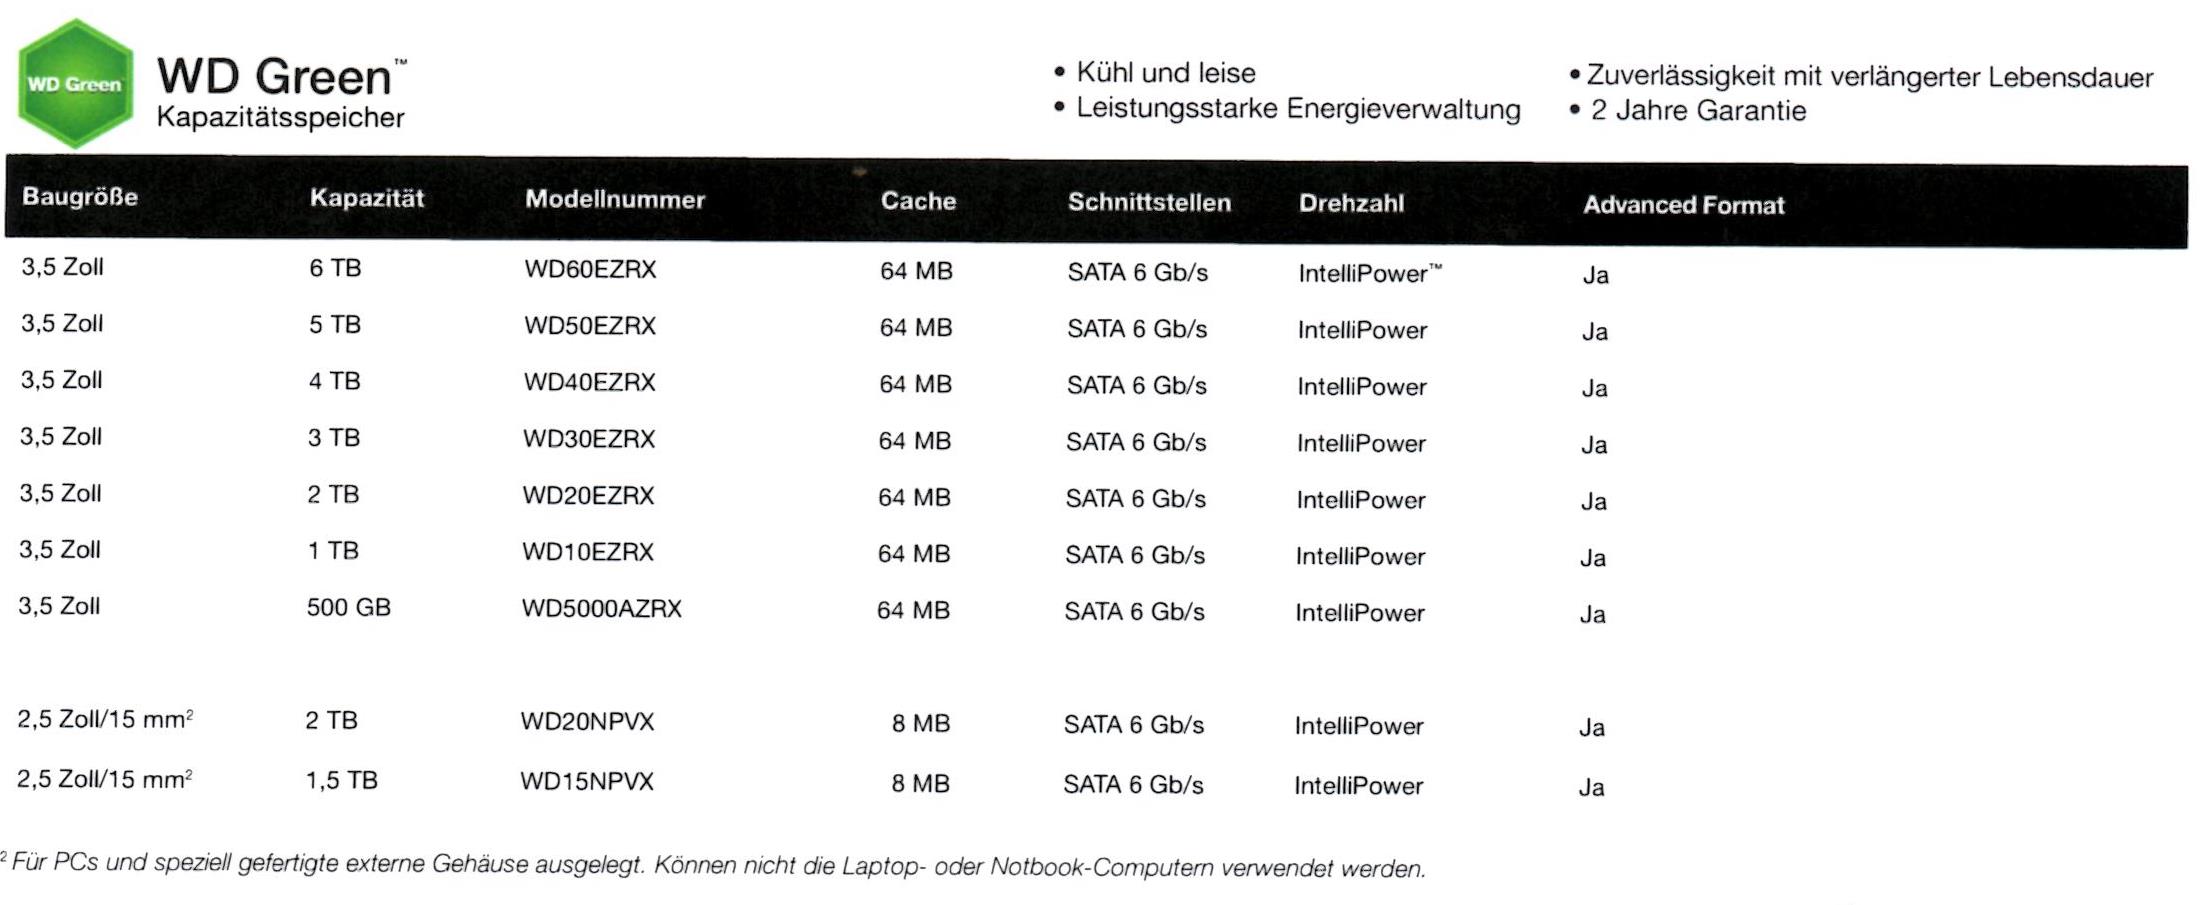 WD Green
WD Green™
Kapazitätsspeicher
• Kühl und leise
• Leistungsstarke Energieverwaltung
• Zuverlässigkeit mit verlängerter Lebensdauer
• 2 Jahre Garantie
Baugröße Kapazität Modellnummer Cache Schnittstellen Drehzahl Advanced Format
3,5 Zoll 6 TB WD60EZRX 64 MB SATA 6 Gb/s IntelliPower™ Ja
3,5 Zoll 5 TB WD50EZRX 64 MB SATA 6 Gb/s IntelliPower Ja
3,5 Zoll 4 TB WD40EZRX 64 MB SATA 6 Gb/s IntelliPower Ja
3,5 Zoll 3 TB WD30EZRX 64 MB SATA 6 Gb/s IntelliPower Ja
3,5 Zoll 2 TB WD20EZRX 64 MB SATA 6 Gb/s IntelliPower Ja
3,5 Zoll 1 TB WD10EZRX 64 MB SATA 6 Gb/s IntelliPower Ja
3,5 Zoll 500 GB WD5000AZRX 64 MB SATA 6 Gb/s IntelliPower Ja
2,5 Zoll/15 mm² 2 TB WD20NPVX 8 MB SATA 6 Gb/s IntelliPower Ja
2,5 Zoll/15 mm² 1,5 TB WD15NPVX 8 MB SATA 6 Gb/s IntelliPower Ja
² Für PCs und speziell gefertigte externe Gehäuse ausgelegt. Können nicht die Laptop- oder Notbook-Computern verwendet werden.